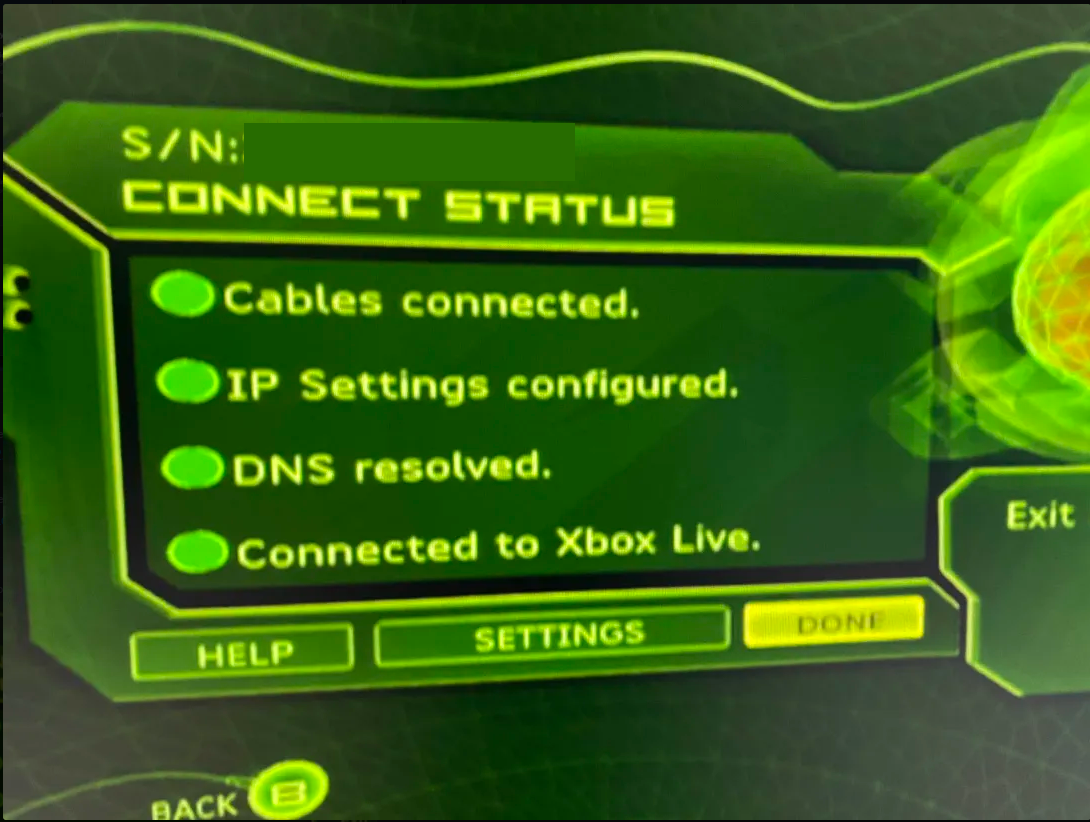 S/N:
CONNECT STATUS
Cables connected.
IP Settings configured.
DNS resolved.
Connected to Xbox Live.
Exit
HELP
SETTINGS
DONE
BACK
B